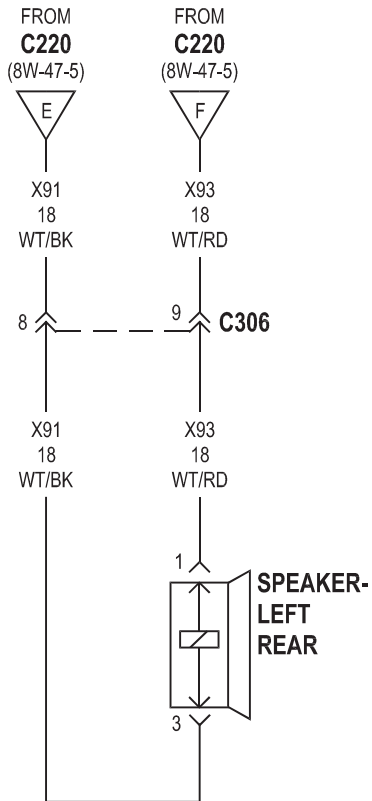 FROM
C220
(8W-47-5)
E
X91
18
WT/BK
FROM
C220
(8W-47-5)
F
X93
18
WT/RD
8
9
C306
X91
18
WT/BK
X93
18
WT/RD
1
SPEAKER-
LEFT
REAR
3